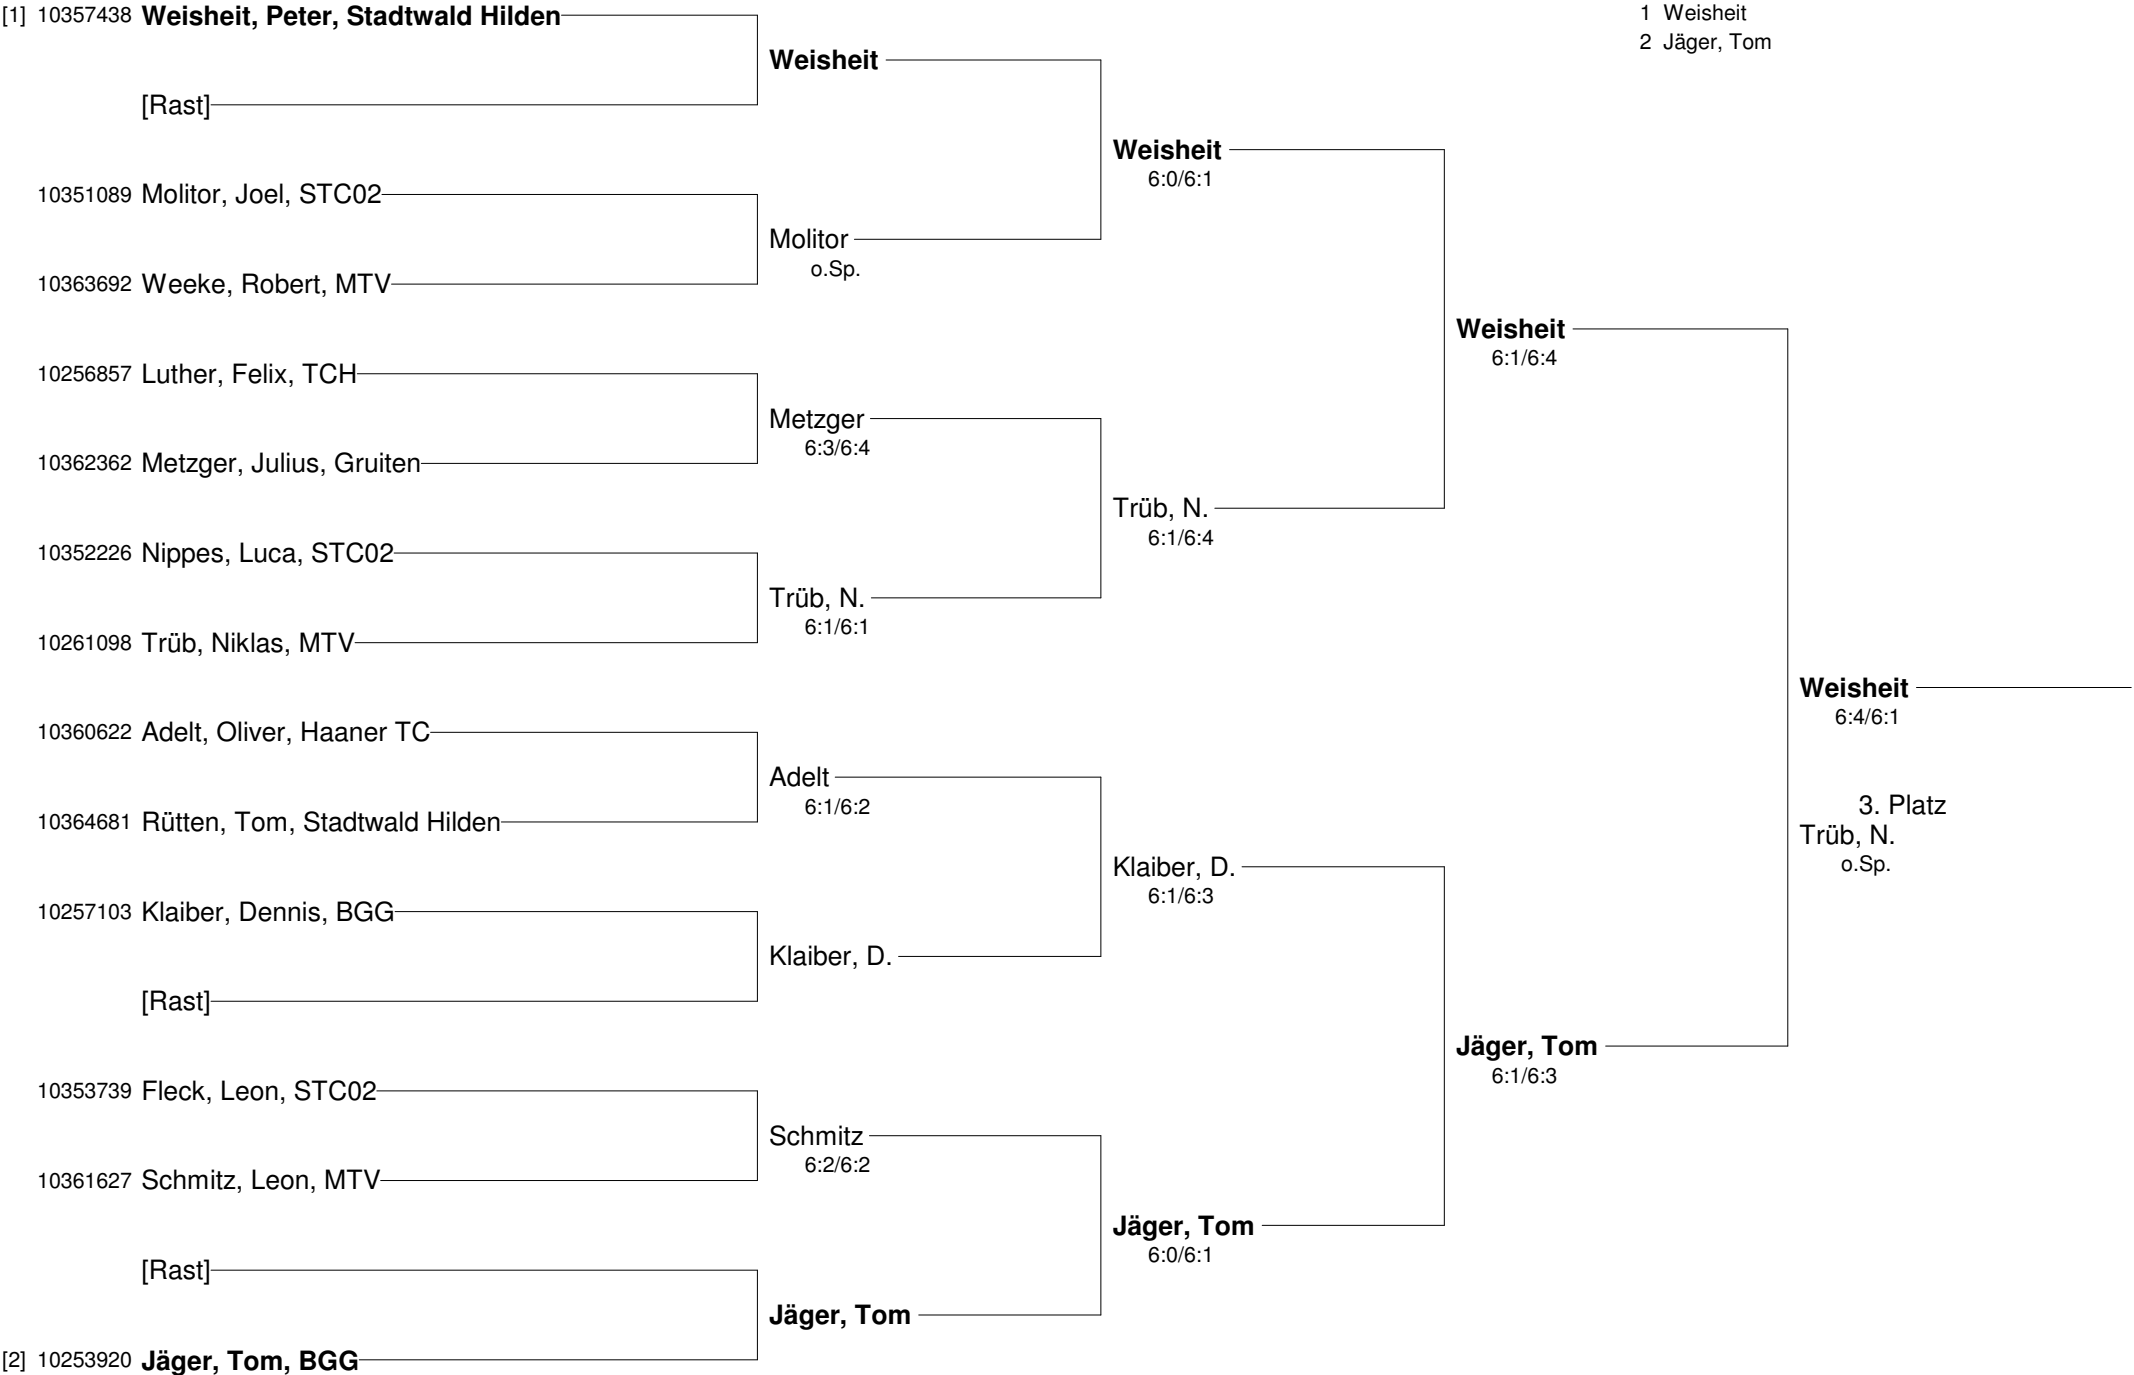 [1] 10357438 Weisheit, Peter, Stadtwald Hilden
[Rast]
10351089 Molitor, Joel, STC02
10363692 Weeke, Robert, MTV
10256857 Luther, Felix, TCH
10362362 Metzger, Julius, Gruiten
10352226 Nippes, Luca, STC02
10261098 Trüb, Niklas, MTV
10360622 Adelt, Oliver, Haaner TC
10364681 Rütten, Tom, Stadtwald Hilden
10257103 Klaiber, Dennis, BGG
[Rast]
10353739 Fleck, Leon, STC02
10361627 Schmitz, Leon, MTV
[Rast]
[2] 10253920 Jäger, Tom, BGG
Weisheit
Molitor
o.Sp.
Metzger
6:3/6:4
Trüb, N.
6:1/6:1
Adelt
6:1/6:2
Klaiber, D.
Schmitz
6:2/6:2
Jäger, Tom
Weisheit
6:0/6:1
Trüb, N.
6:1/6:4
Klaiber, D.
6:1/6:3
Jäger, Tom
6:0/6:1
Weisheit
6:1/6:4
Jäger, Tom
6:1/6:3
1 Weisheit
2 Jäger, Tom
Weisheit
6:4/6:1
3. Platz
Trüb, N.
o.Sp.